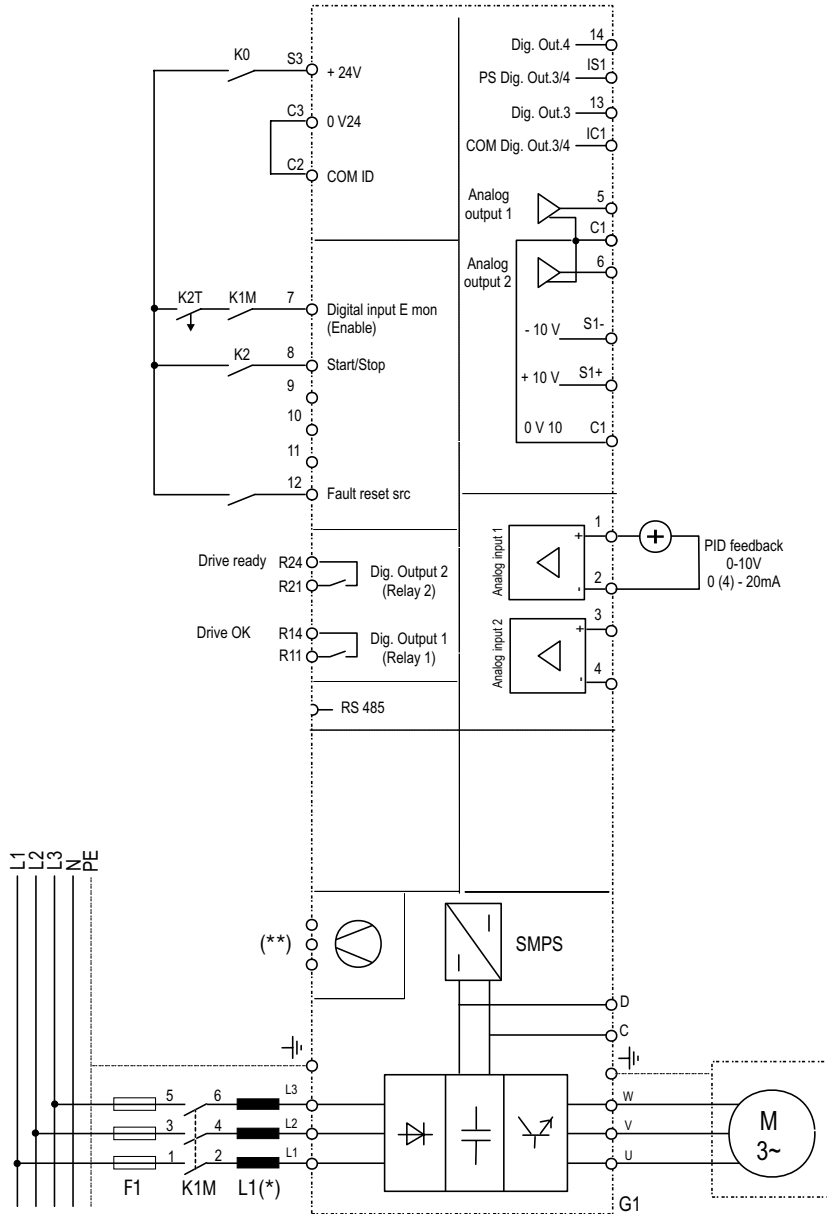 K0
S3
+ 24V
C3
0 V24
C2
COM ID
K2T
K1M
7
Digital input E mon
(Enable)
K2
8
Start/Stop
9
10
11
12
Fault reset src
Drive ready
R24
R21
Dig. Output 2
(Relay 2)
Drive OK
R14
R11
Dig. Output 1
(Relay 1)
RS 485
Dig. Out.4
14
PS Dig. Out.3/4
IS1
Dig. Out.3
13
COM Dig. Out.3/4
IC1
Analog
output 1
5
C1
Analog
output 2
6
- 10 V
S1-
+ 10 V
S1+
0 V 10
C1
Analog input 1
+
-
1
2
+
PID feedback
0-10V
0 (4) - 20mA
Analog input 2
+
-
3
4
L1
L2
L3
N
PE
(**)
SMPS
D
C
5
6
L3
W
3
4
L2
V
1
2
L1
U
F1
K1M
L1(*)
M
3~
G1